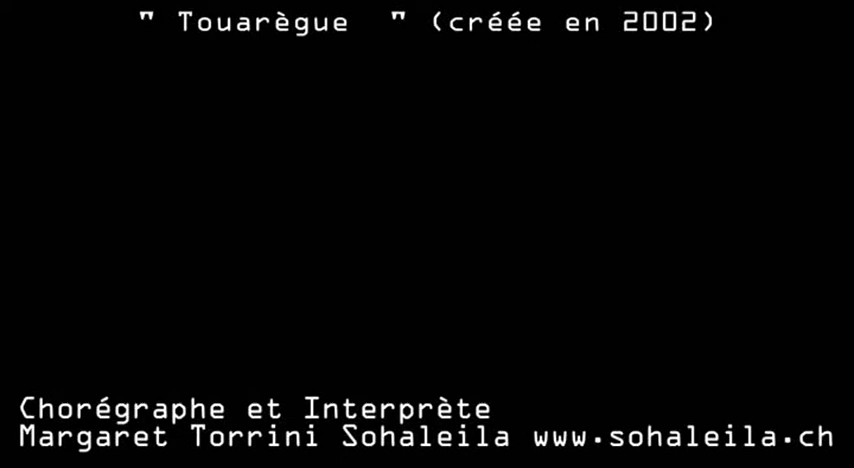 " Touarègue  " (créée en 2002)
Chorégraphe et Interprète
Margaret Torrini Sohaleila www.sohaleila.ch